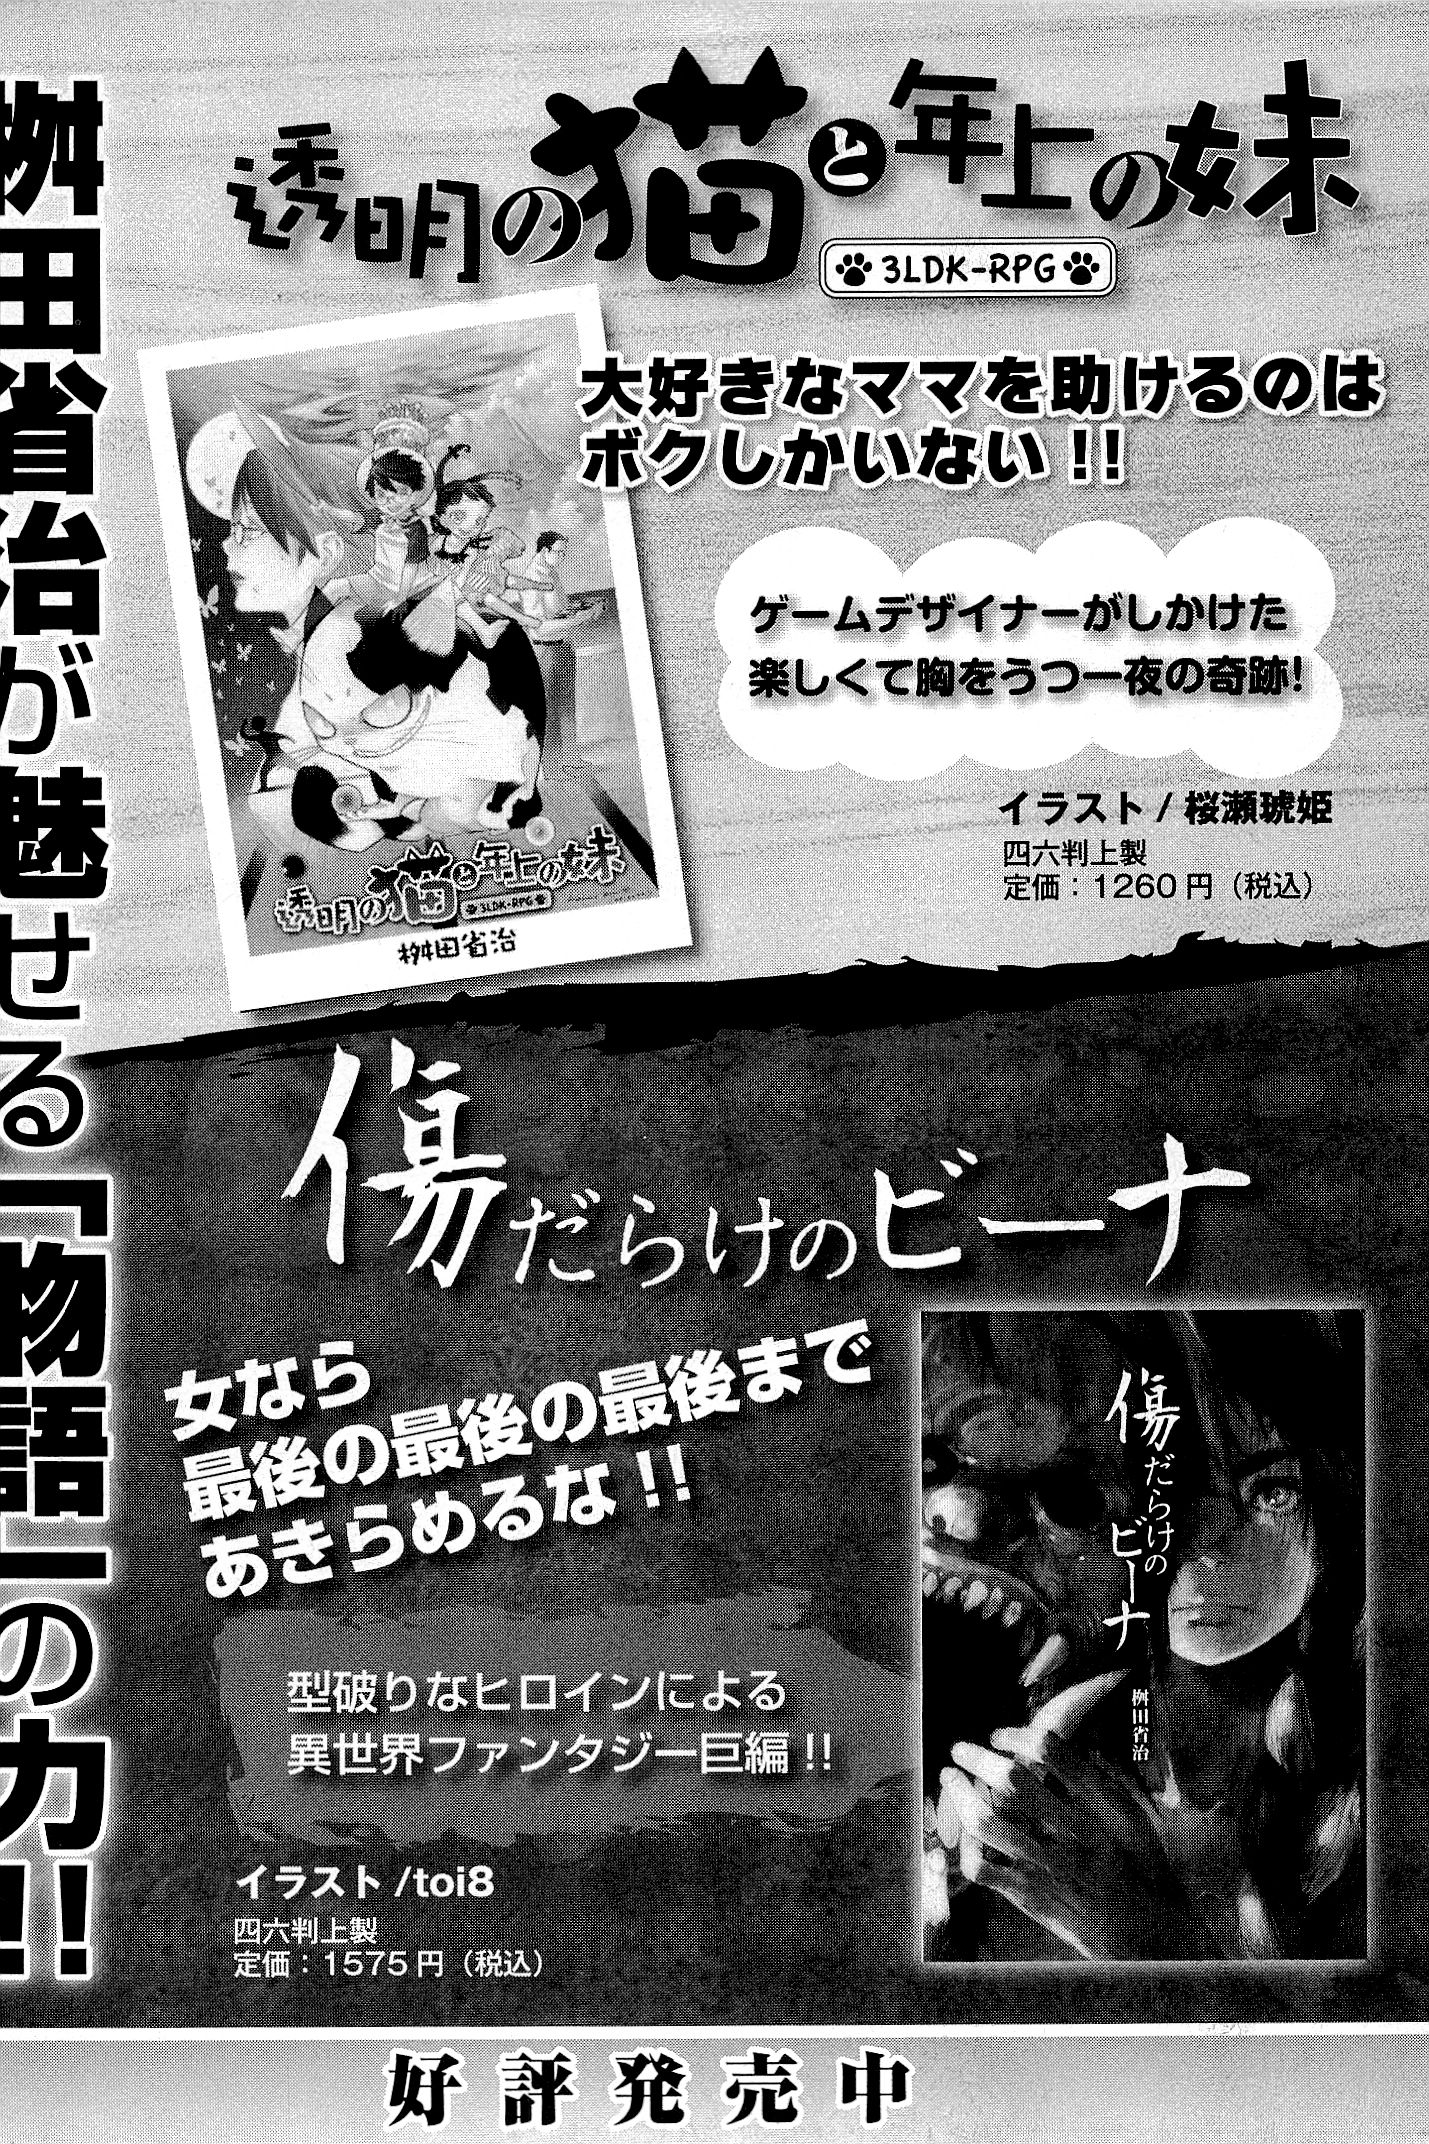 桝田省治が魅せる「物語」の力!!
透明の猫と年上の妹
3LDK-RPG
大好きなママを助けるのは
ボクしかいない!!
ゲームデザイナーがしかけた
楽しくて胸をうつ一夜の奇跡!
イラスト/桜瀬琥姫
四六判上製
定価：1260円（税込）
透明の猫と年上の妹
3LDK-RPG
桝田省治
傷だらけのビーナ
女なら
最後の最後の最後まで
あきらめるな!!
型破りなヒロインによる
異世界ファンタジー巨編!!
イラスト/toi8
四六判上製
定価：1575円（税込）
傷だらけの
ビーナ
桝田省治
好評発売中